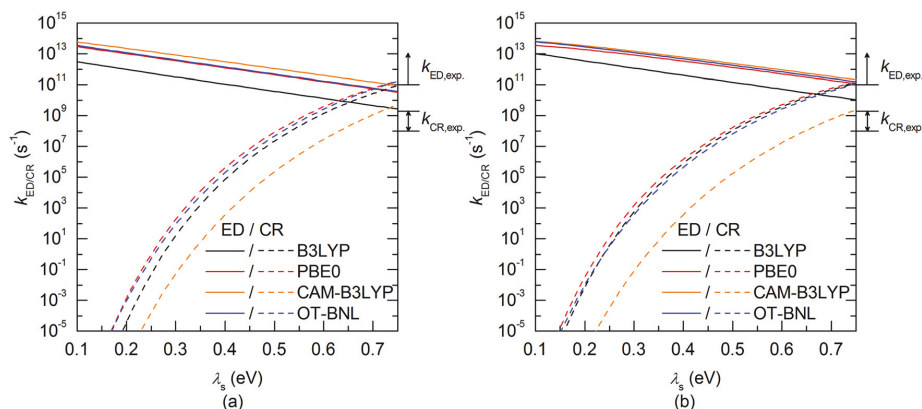 10^15
10^13
10^11
10^9
10^7
10^5
10^3
10^1
10^-1
10^-3
10^-5
k_ED/CR (s^-1)
k_ED,exp.
k_CR,exp.
ED / CR
/ B3LYP
/ PBE0
/ CAM-B3LYP
/ OT-BNL
0.1 0.2 0.3 0.4 0.5 0.6 0.7
λ_s (eV)
(a)
10^15
10^13
10^11
10^9
10^7
10^5
10^3
10^1
10^-1
10^-3
10^-5
k_ED/CR (s^-1)
k_ED,exp.
k_CR,exp.
ED / CR
/ B3LYP
/ PBE0
/ CAM-B3LYP
/ OT-BNL
0.1 0.2 0.3 0.4 0.5 0.6 0.7
λ_s (eV)
(b)